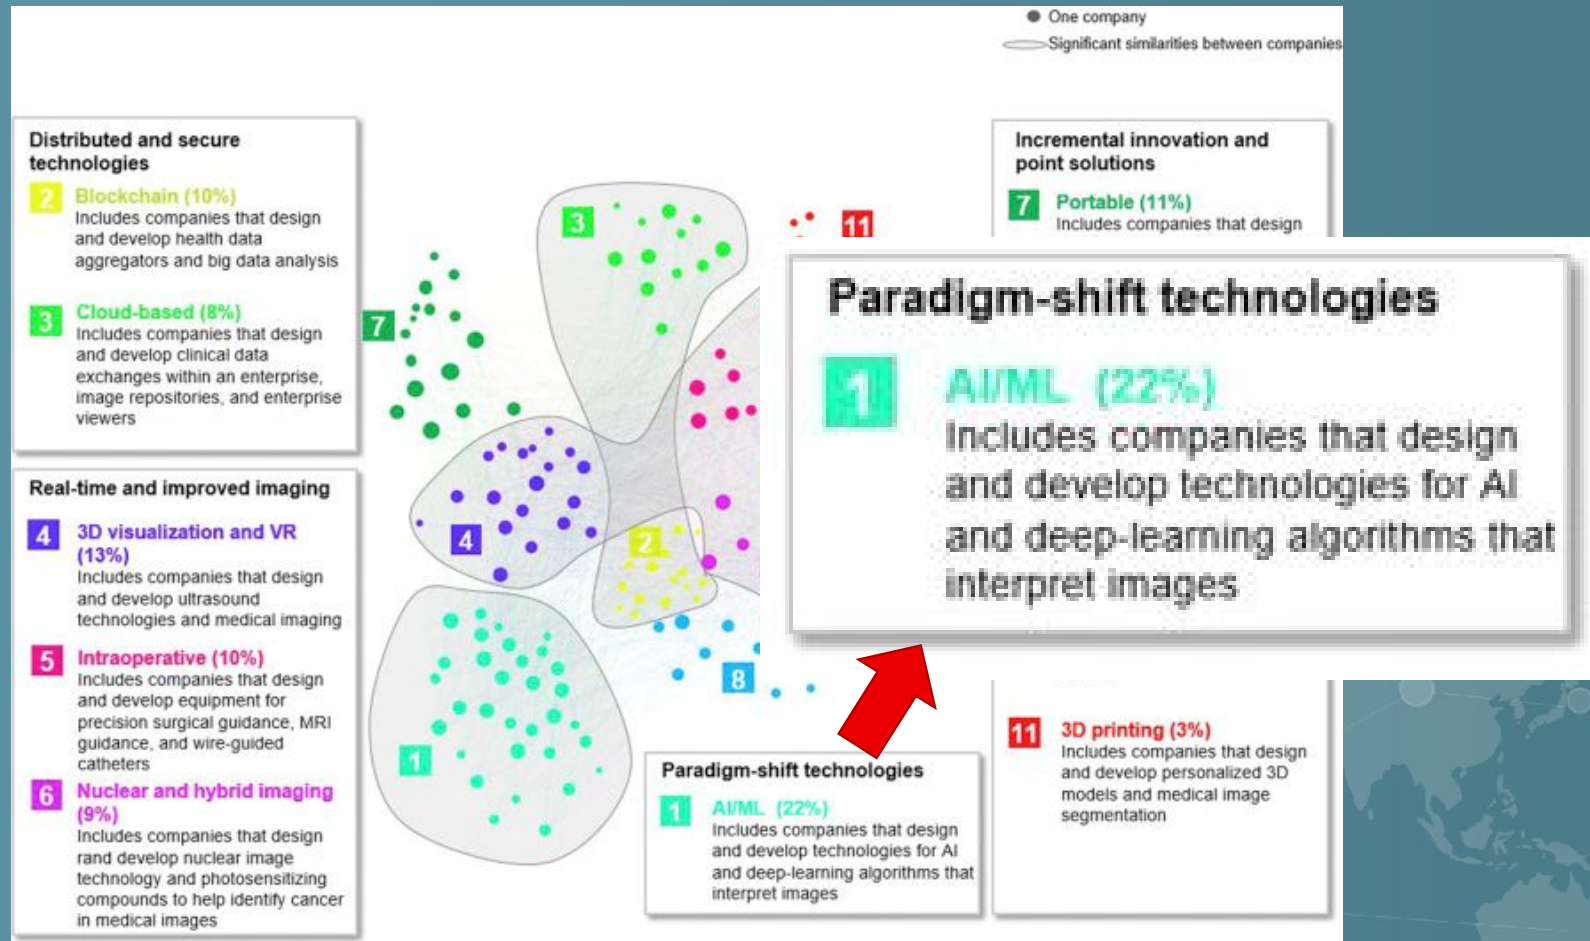 One company
Significant similarities between companies
Distributed and secure
technologies
2
Blockchain (10%)
Includes companies that design
and develop health data
aggregators and big data analysis
3
Cloud-based (8%)
Includes companies that design
and develop clinical data
exchanges within an enterprise,
image repositories, and enterprise
viewers
Real-time and improved imaging
4
3D visualization and VR
(13%)
Includes companies that design
and develop ultrasound
technologies and medical imaging
5
Intraoperative (10%)
Includes companies that design
and develop equipment for
precision surgical guidance, MRI
guidance, and wire-guided
catheters
6
Nuclear and hybrid imaging
(9%)
Includes companies that design
rand develop nuclear image
technology and photosensitizing
compounds to help identify cancer
in medical images
3
11
7
4
2
8
1
Incremental innovation and
point solutions
7
Portable (11%)
Includes companies that design
Paradigm-shift technologies
1
AI/ML (22%)
Includes companies that design
and develop technologies for AI
and deep-learning algorithms that
interpret images
Paradigm-shift technologies
1
AI/ML (22%)
Includes companies that design
and develop technologies for AI
and deep-learning algorithms that
interpret images
11
3D printing (3%)
Includes companies that design
and develop personalized 3D
models and medical image
segmentation